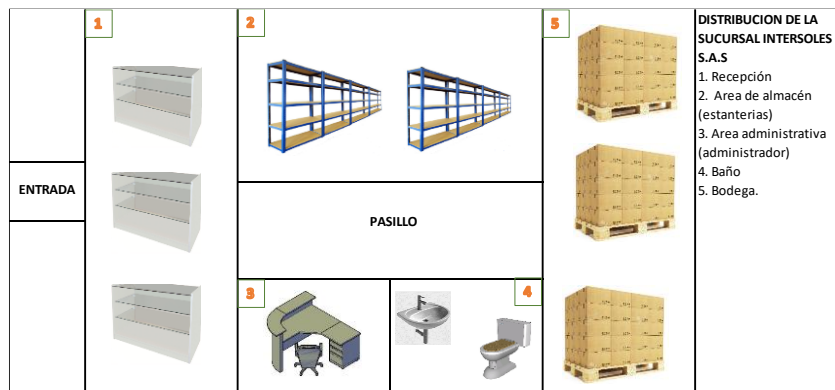 1
2
5
DISTRIBUCION DE LA
SUCURSAL INTERSOLES
S.A.S
1. Recepción
2. Area de almacén
(estanterias)
3. Area administrativa
(administrador)
4. Baño
5. Bodega.
ENTRADA
PASILLO
3
4